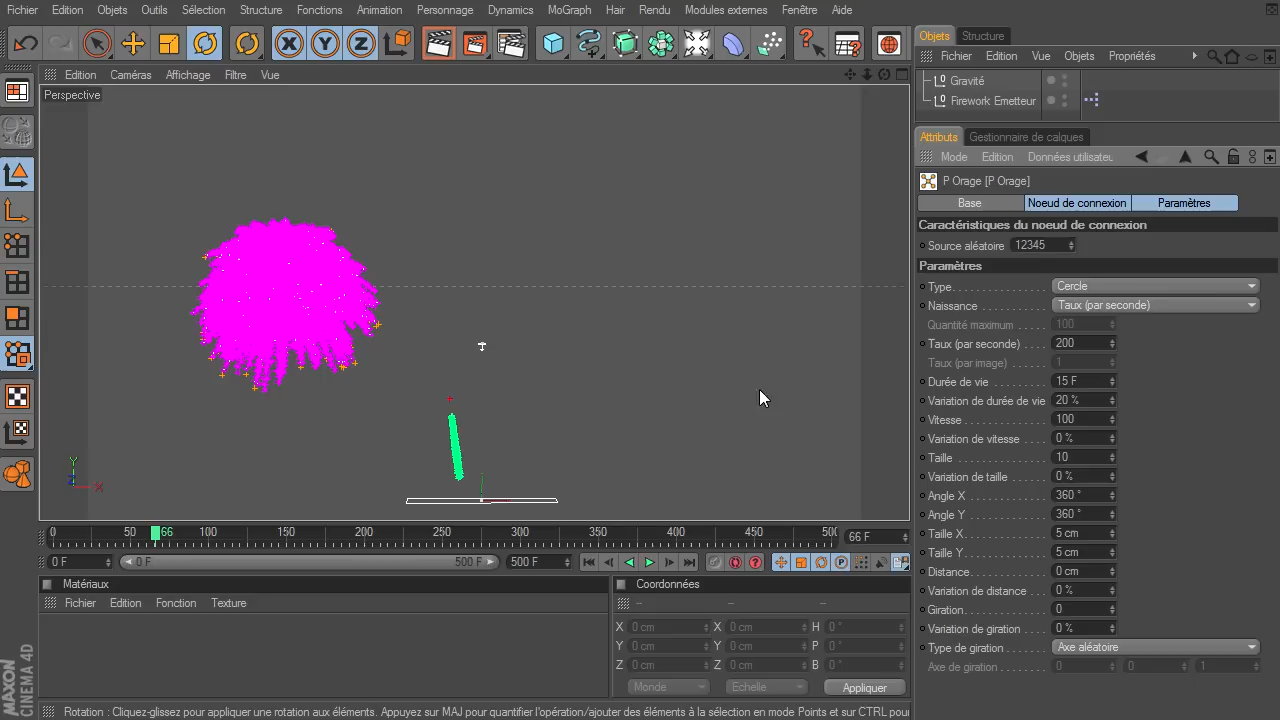 Fichier Edition Objets Outils Sélection Structure Fonctions Animation Personnage Dynamics MoGraph Hair Rendu Modules externes Fenêtre Aide
X Y Z
Edition Caméras Affichage Filtre Vue
Perspective
Y
Z X
0 50 66 100 150 200 250 300 350 400 450 500 66 F
0 F 0 F 500 F 500 F
Matériaux
Fichier Edition Fonction Texture
Coordonnées
-- -- --
X 0 cm X 0 cm H 0 °
Y 0 cm Y 0 cm P 0 °
Z 0 cm Z 0 cm B 0 °
Monde Echelle Appliquer
MAXON
CINEMA 4D
Rotation : Cliquez-glissez pour appliquer une rotation aux éléments. Appuyez sur MAJ pour quantifier l'opération/ajouter des éléments à la sélection en mode Points et sur CTRL pour
Objets Structure
Fichier Edition Vue Objets Propriétés
Gravité
Firework Emetteur
Attributs Gestionnaire de calques
Mode Edition Données utilisateu
P Orage [P Orage]
Base Noeud de connexion Paramètres
Caractéristiques du noeud de connexion
Source aléatoire 12345
Paramètres
Type Cercle
Naissance Taux (par seconde)
Quantité maximum 100
Taux (par seconde) 200
Taux (par image) 1
Durée de vie 15 F
Variation de durée de vie 20 %
Vitesse 100
Variation de vitesse 0 %
Taille 10
Variation de taille 0 %
Angle X 360 °
Angle Y 360 °
Taille X 5 cm
Taille Y 5 cm
Distance 0 cm
Variation de distance 0 %
Giration 0
Variation de giration 0 %
Type de giration Axe aléatoire
Axe de giration 0 0 1